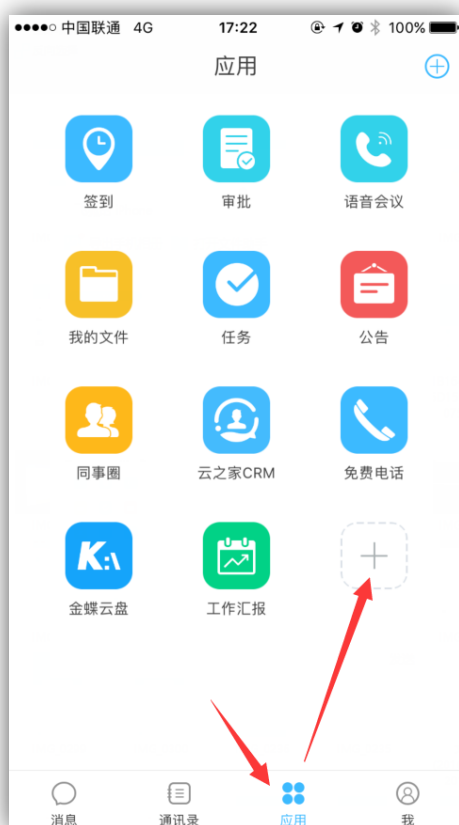 中国联通 4G 17:22 100%
应用
签到 审批 语音会议
我的文件 任务 公告
同事圈 云之家CRM 免费电话
K:\
金蝶云盘 工作汇报
消息 通讯录 应用 我